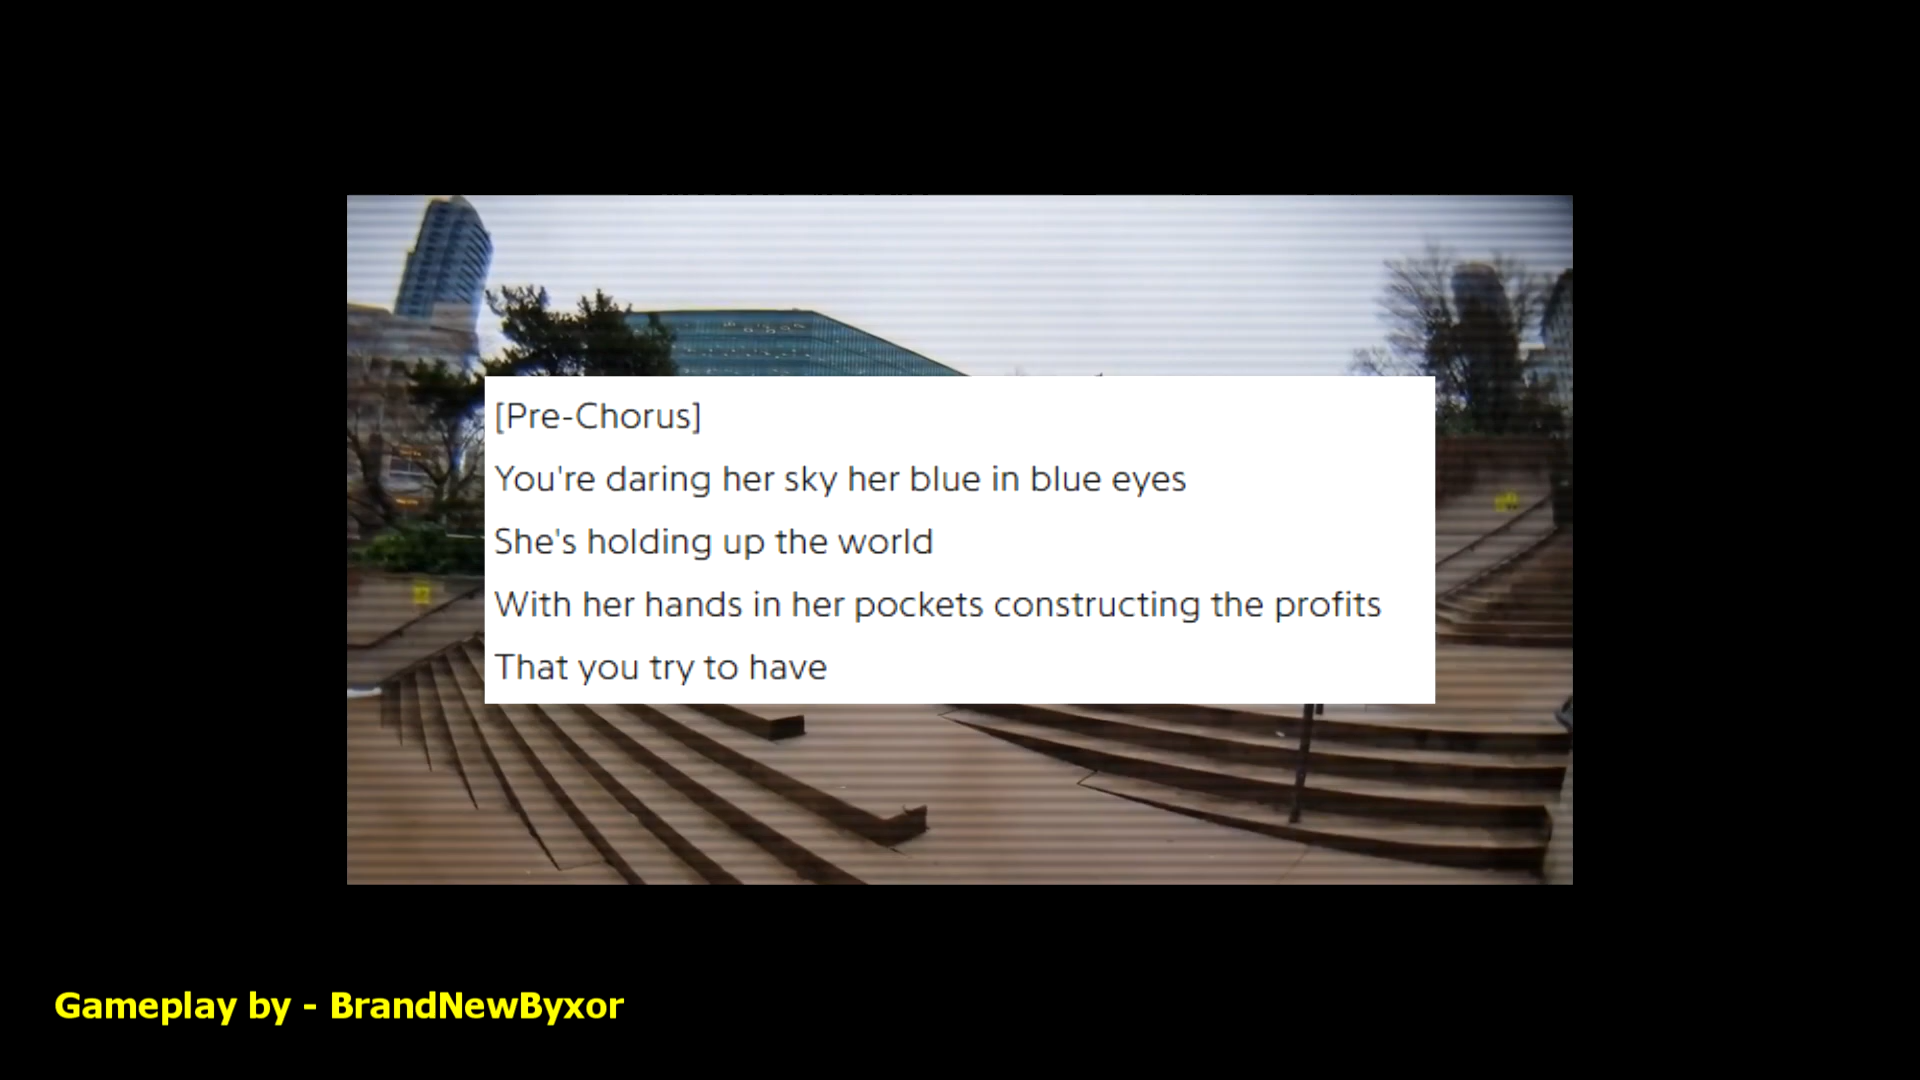 [Pre-Chorus]
You're daring her sky her blue in blue eyes
She's holding up the world
With her hands in her pockets constructing the profits
That you try to have
Gameplay by - BrandNewByxor